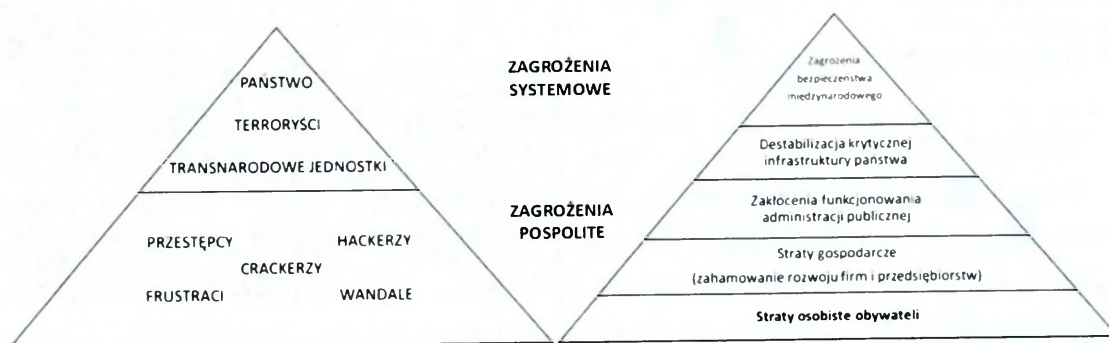 PAŃSTWO
TERRORYŚCI
TRANSNARODOWE JEDNOSTKI
PRZESTĘPCY
HACKERZY
CRACKERZY
FRUSTRACI
WANDALE
ZAGROŻENIA
SYSTEMOWE
ZAGROŻENIA
POSPOLITE
Zagrożenia
bezpieczeństwa
międzynarodowego
Destabilizacja krytycznej
infrastruktury państwa
Zakłócenia funkcjonowania
administracji publicznej
Straty gospodarcze
(zahamowanie rozwoju firm i przedsiębiorstw)
Straty osobiste obywateli